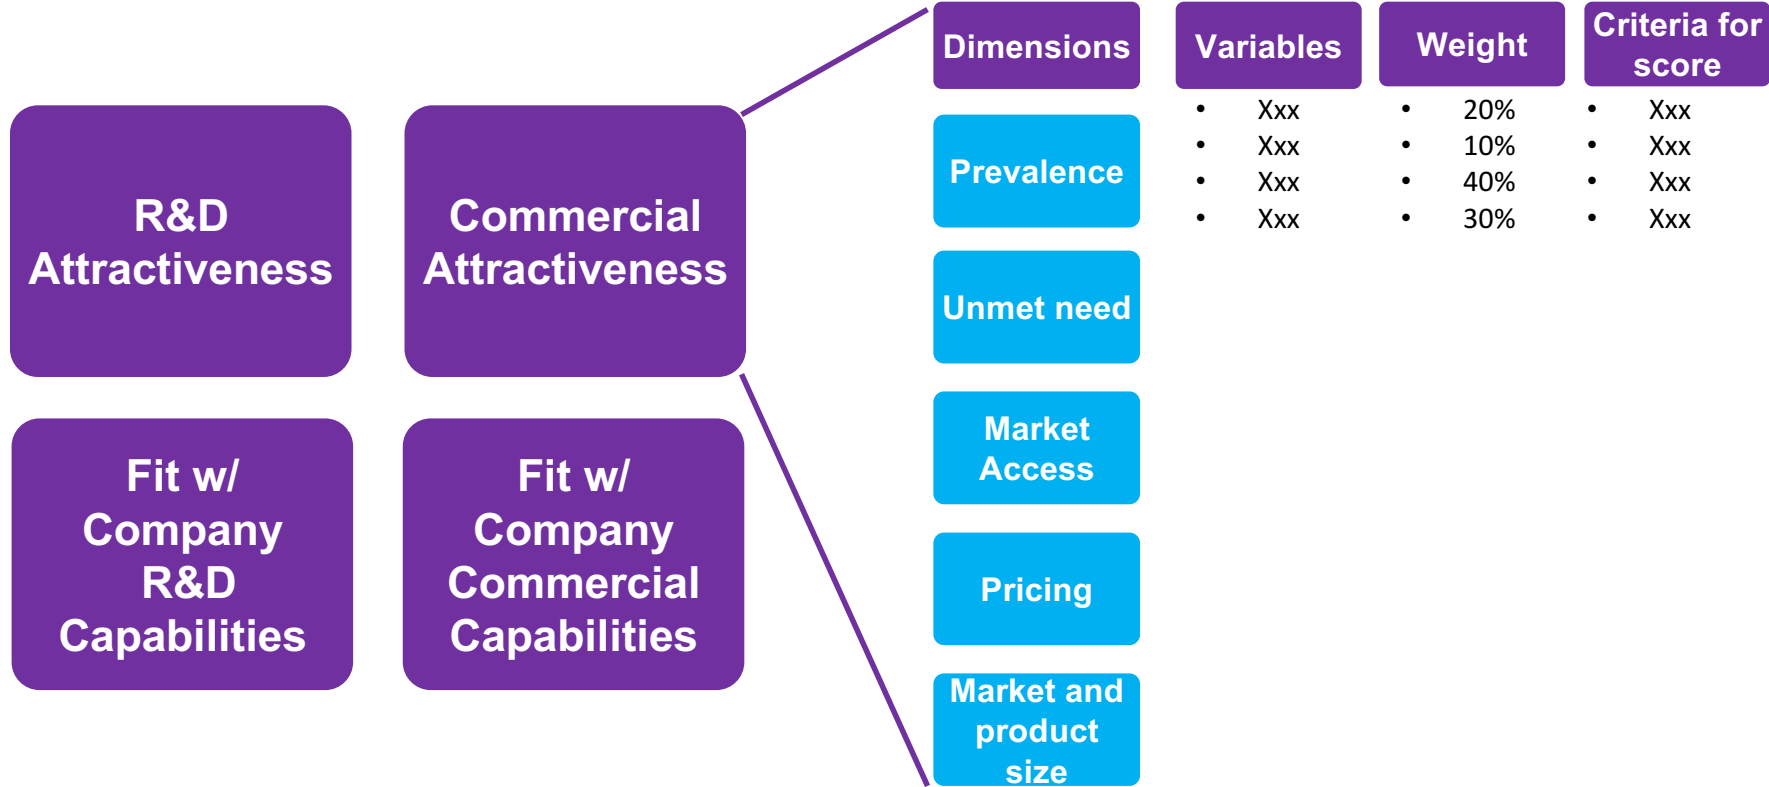 R&D
Attractiveness
Commercial
Attractiveness
Fit w/
Company
R&D
Capabilities
Fit w/
Company
Commercial
Capabilities
Dimensions
Variables
Weight
Criteria for
score
Prevalence
• Xxx • 20% • Xxx
• Xxx • 10% • Xxx
• Xxx • 40% • Xxx
• Xxx • 30% • Xxx
Unmet need
Market
Access
Pricing
Market and
product
size